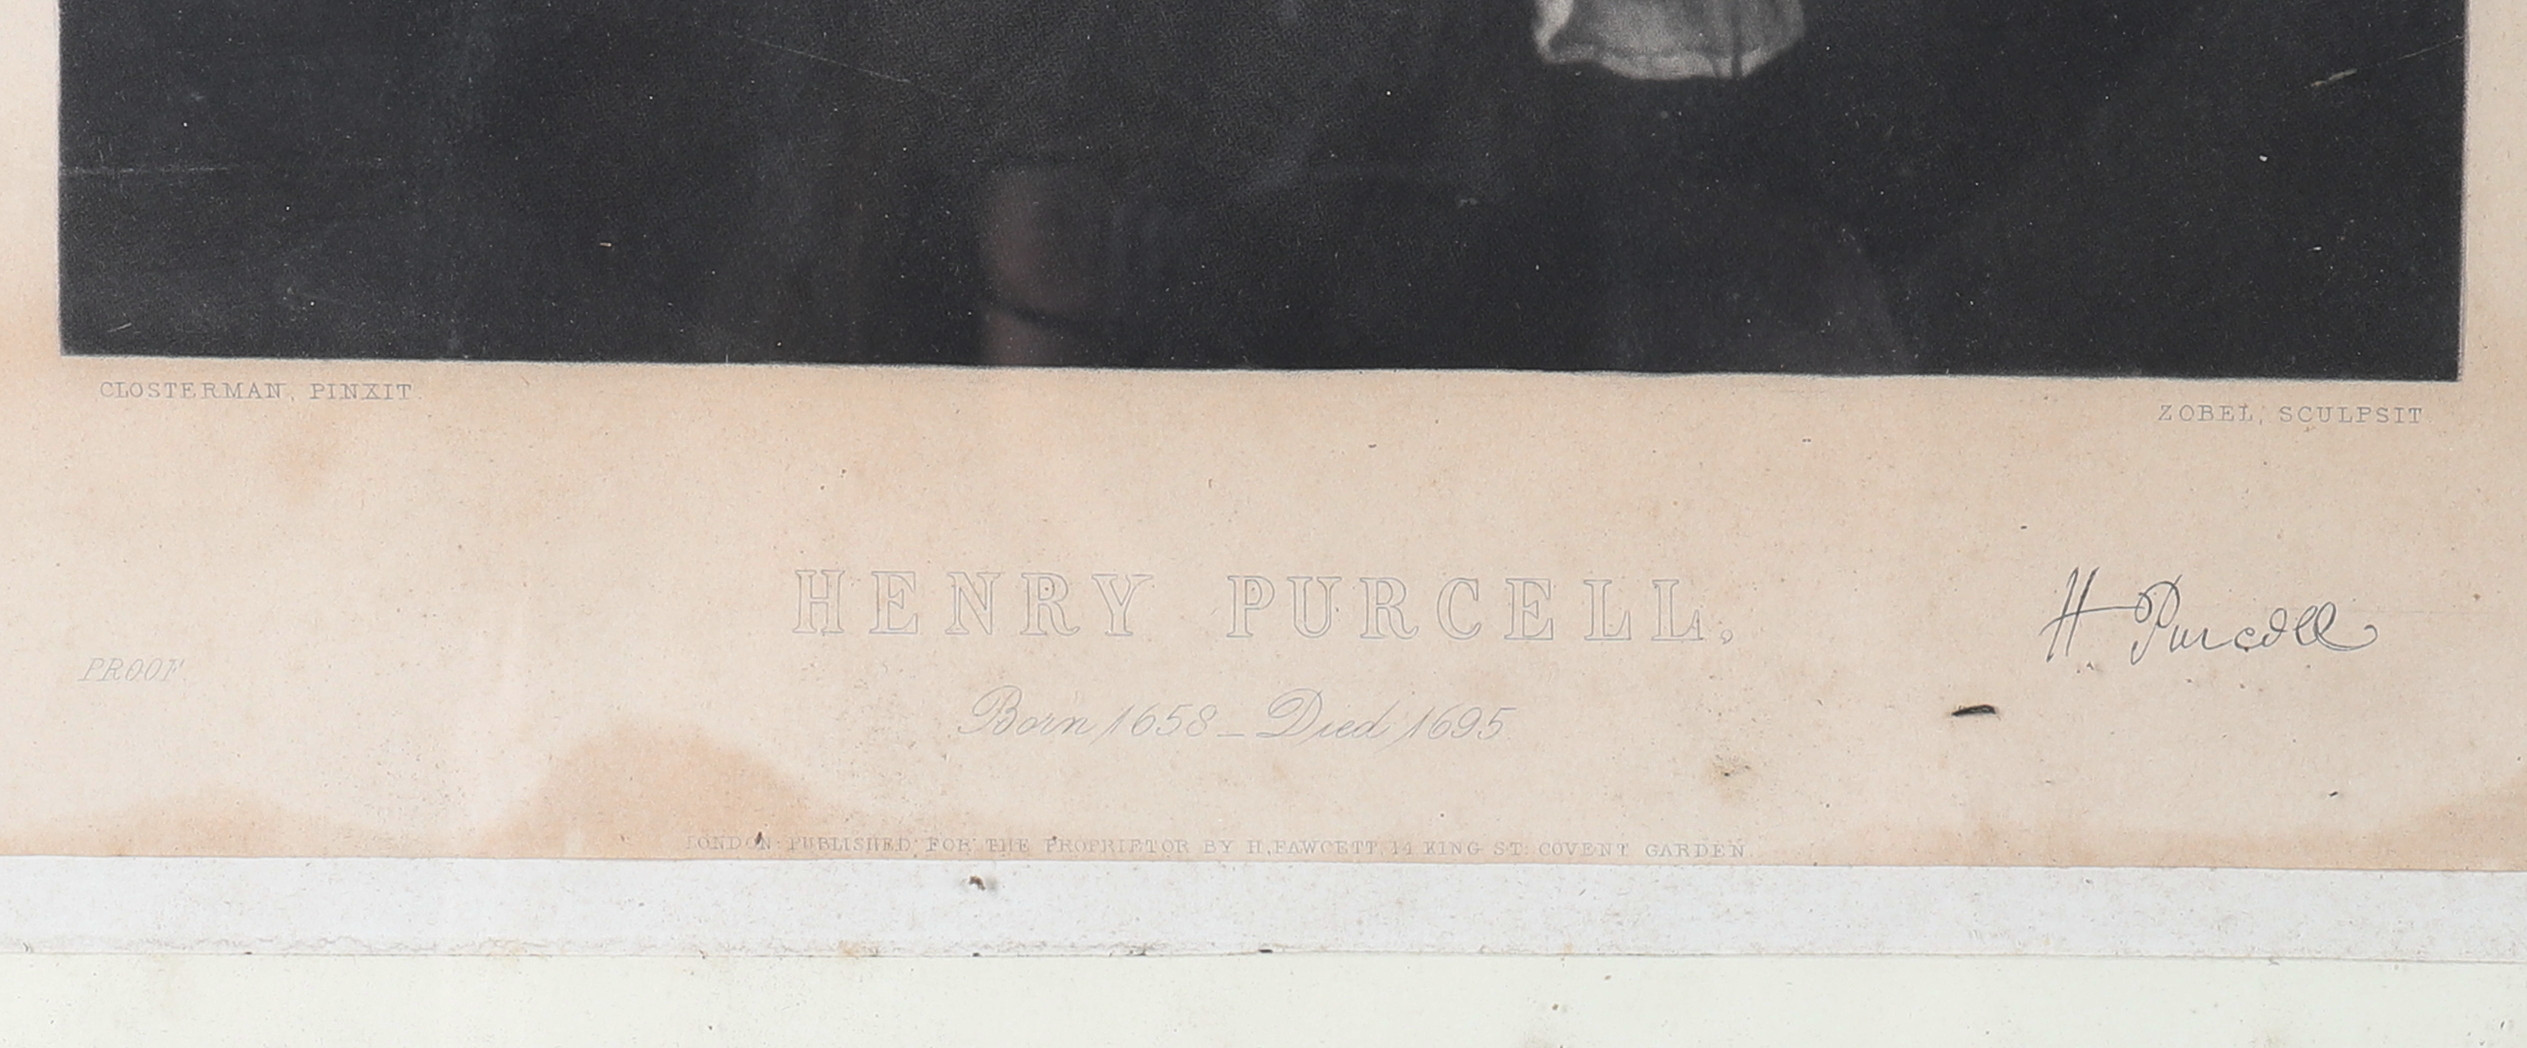 CLOSTERMAN, PINXIT.
ZOBEL, SCULPSIT
HENRY PURCELL,
H Purcell
PROOF.
Born 1658 _ Died 1695
LONDON: PUBLISHED FOR THE PROPRIETOR BY H. FAWCETT, 14 KING ST. COVENT GARDEN